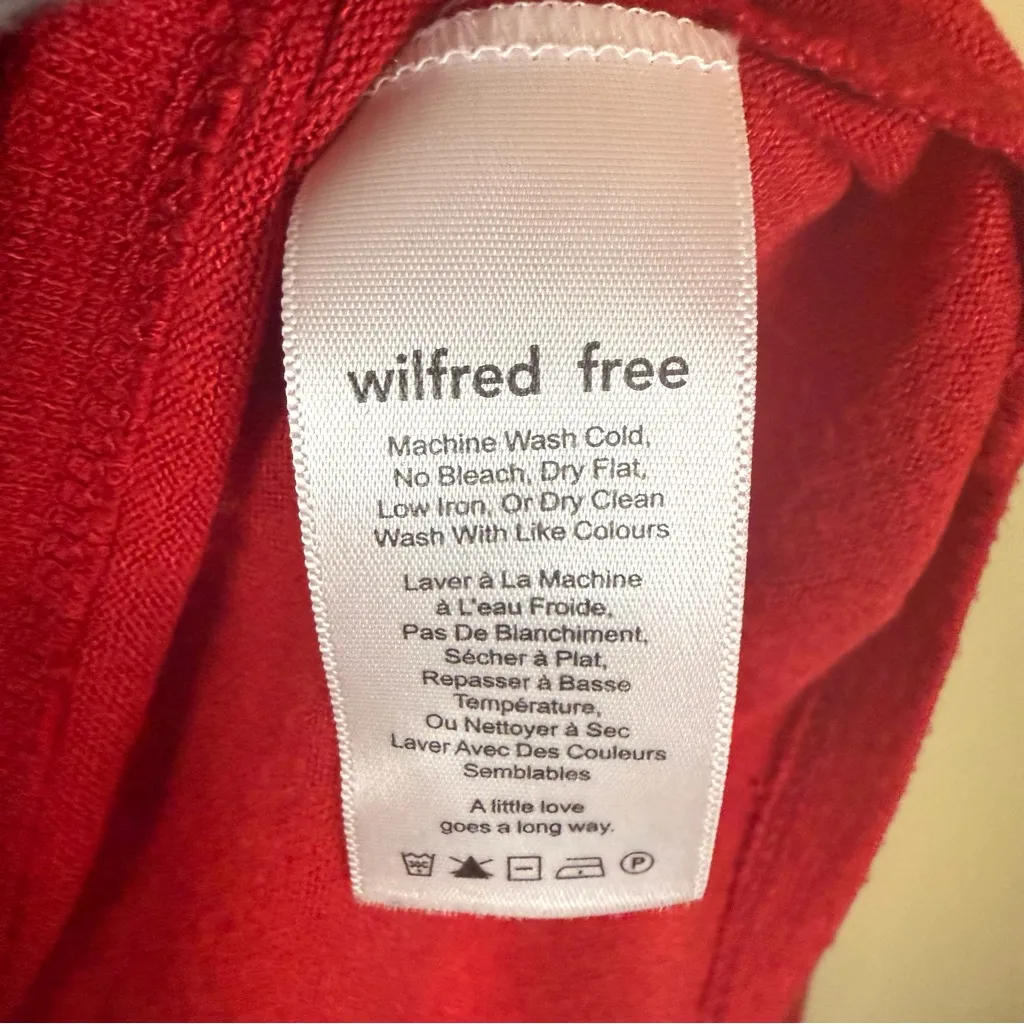 wilfred free
Machine Wash Cold,
No Bleach, Dry Flat,
Low Iron, Or Dry Clean
Wash With Like Colours
Laver à La Machine
à L'eau Froide,
Pas De Blanchiment,
Sécher à Plat,
Repasser à Basse
Température,
Ou Nettoyer à Sec
Laver Avec Des Couleurs
Semblables
A little love
goes a long way.
30C P